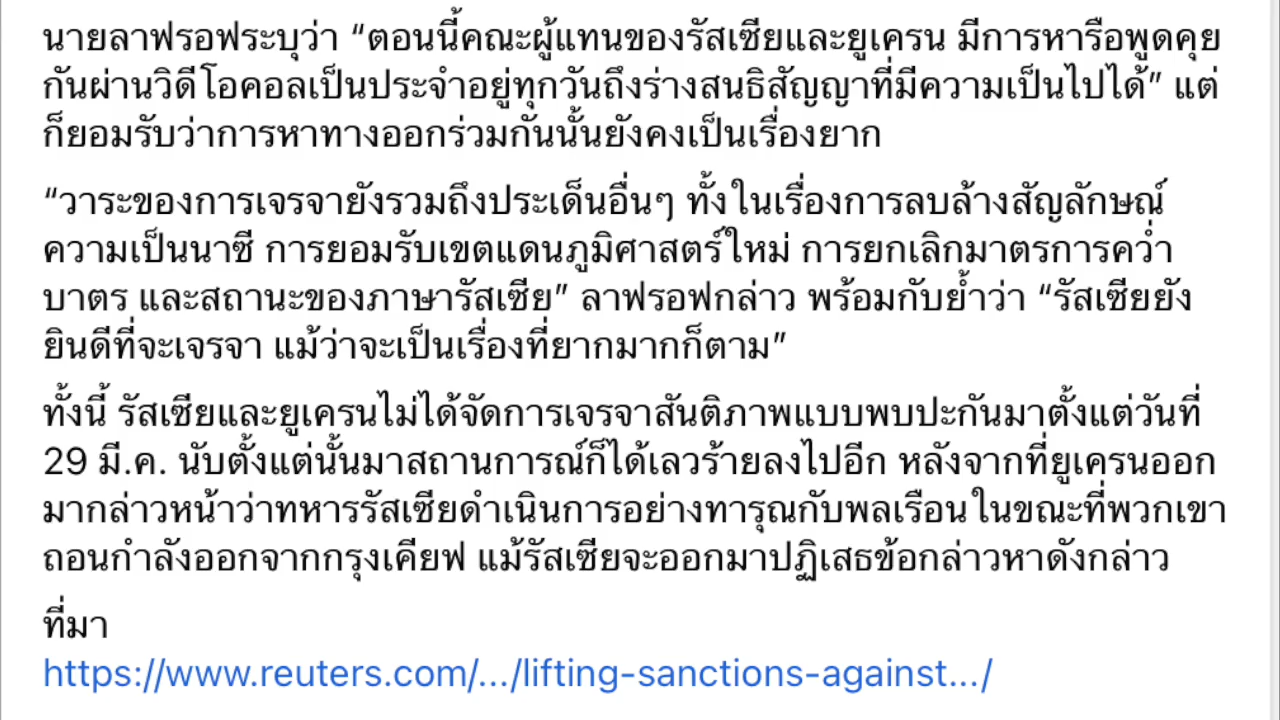 นายลาฟรอฟระบุว่า “ตอนนี้คณะผู้แทนของรัสเซียและยูเครน มีการหารือพูดคุย
กันผ่านวิดีโอคอลเป็นประจำอยู่ทุกวันถึงร่างสนธิสัญญาที่มีความเป็นไปได้” แต่
ก็ยอมรับว่าการหาทางออกร่วมกันนั้นยังคงเป็นเรื่องยาก
“วาระของการเจรจายังรวมถึงประเด็นอื่นๆ ทั้งในเรื่องการลบล้างสัญลักษณ์
ความเป็นนาซี การยอมรับเขตแดนภูมิศาสตร์ใหม่ การยกเลิกมาตรการคว่ำ
บาตร และสถานะของภาษารัสเซีย” ลาฟรอฟกล่าว พร้อมกับย้ำว่า “รัสเซียยัง
ยินดีที่จะเจรจา แม้ว่าจะเป็นเรื่องที่ยากมากก็ตาม”
ทั้งนี้ รัสเซียและยูเครนไม่ได้จัดการเจรจาสันติภาพแบบพบปะกันมาตั้งแต่วันที่
29 มี.ค. นับตั้งแต่นั้นมาสถานการณ์ก็ได้เลวร้ายลงไปอีก หลังจากที่ยูเครนออก
มากล่าวหน้าว่าทหารรัสเซียดำเนินการอย่างทารุณกับพลเรือนในขณะที่พวกเขา
ถอนกำลังออกจากกรุงเคียฟ แม้รัสเซียจะออกมาปฏิเสธข้อกล่าวหาดังกล่าว
ที่มา
https://www.reuters.com/.../lifting-sanctions-against.../